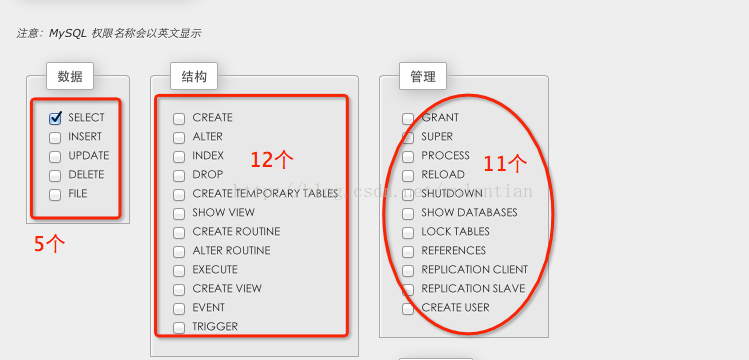 注意：MySQL 权限名称会以英文显示
数据
SELECT
INSERT
UPDATE
DELETE
FILE
5个
结构
CREATE
ALTER
INDEX
DROP
CREATE TEMPORARY TABLES
SHOW VIEW
CREATE ROUTINE
ALTER ROUTINE
EXECUTE
CREATE VIEW
EVENT
TRIGGER
12个
管理
GRANT
SUPER
PROCESS
RELOAD
SHUTDOWN
SHOW DATABASES
LOCK TABLES
REFERENCES
REPLICATION CLIENT
REPLICATION SLAVE
CREATE USER
11个